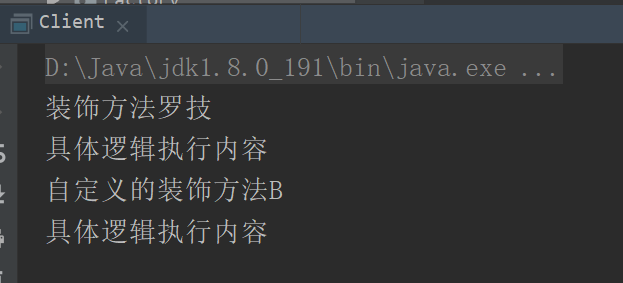 Factory
Client
D:\Java\jdk1.8.0_191\bin\java.exe ...
装饰方法罗技
具体逻辑执行内容
自定义的装饰方法B
具体逻辑执行内容